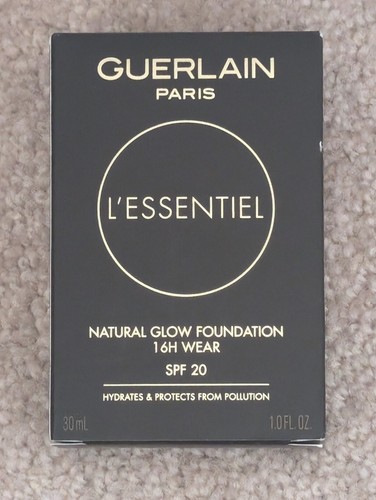 GUERLAIN
PARIS
L'ESSENTIEL
NATURAL GLOW FOUNDATION
16H WEAR
SPF 20
HYDRATES & PROTECTS FROM POLLUTION
30 mL 1.0 FL. OZ.